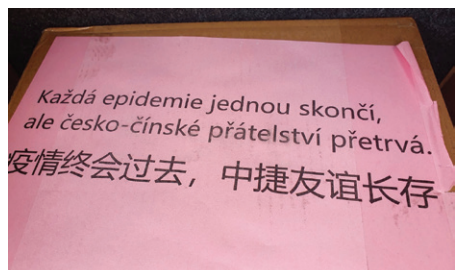 Každá epidemie jednou skončí,
ale česko-čínské přátelství přetrvá.
疫情终会过去，中捷友谊长存